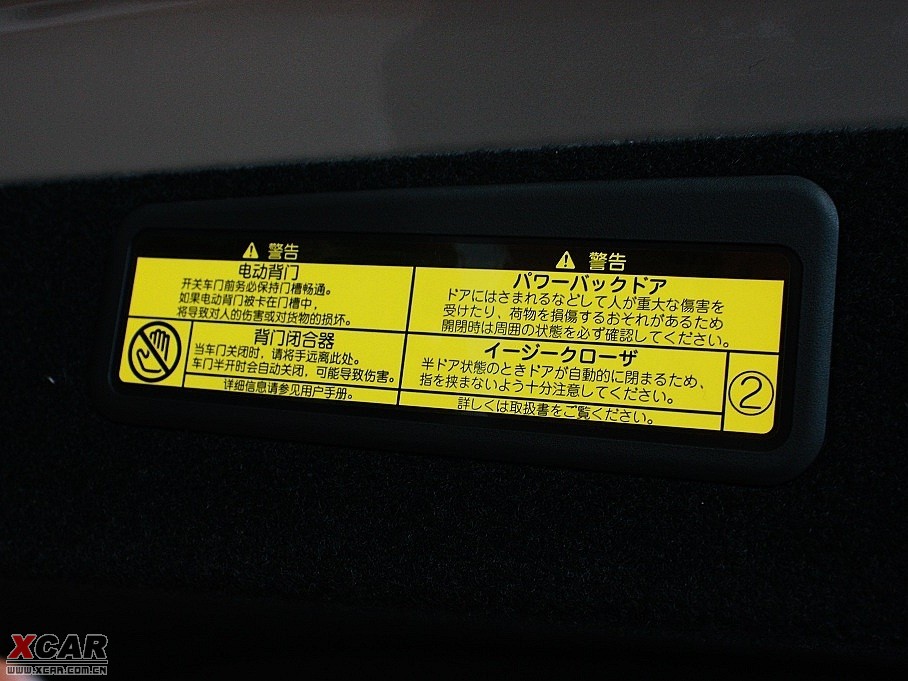 警告
电动背门
开关车门前务必保持门槽畅通。
如果电动背门被卡在门槽中,
将导致对人的伤害或对货物的损坏。
背门闭合器
当车门关闭时,请将手远离此处。
车门半开时会自动关闭,可能导致伤害。
详细信息请参见用户手册。
警告
パワーバックドア
ドアにはさまれるなどして人が重大な傷害を
受けたり、荷物を損傷するおそれがあるため
開閉時は周囲の状態を必ず確認してください。
イージークローザ
半ドア状態のときドアが自動的に閉まるため、
指を挟まないよう十分注意してください。
詳しくは取扱書をご覧ください。
②
XCAR
WWW.XCAR.COM.CN